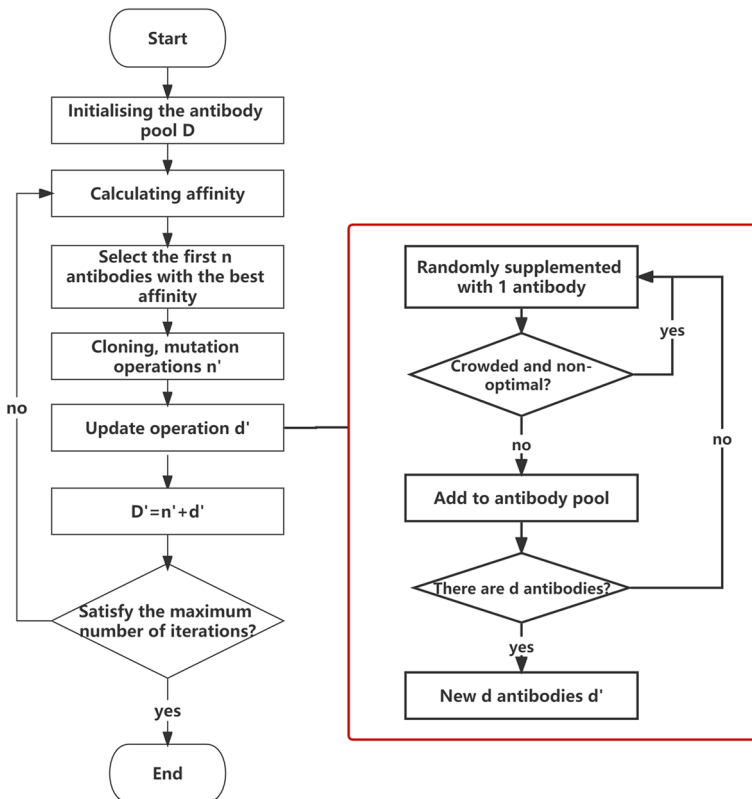 Start
Initialising the antibody
pool D
Calculating affinity
Select the first n
antibodies with the best
affinity
Cloning, mutation
operations n'
no
Update operation d'
D'=n'+d'
Satisfy the maximum
number of iterations?
yes
End
Randomly supplemented
with 1 antibody
yes
Crowded and non-
optimal?
no
no
Add to antibody pool
There are d antibodies?
yes
New d antibodies d'